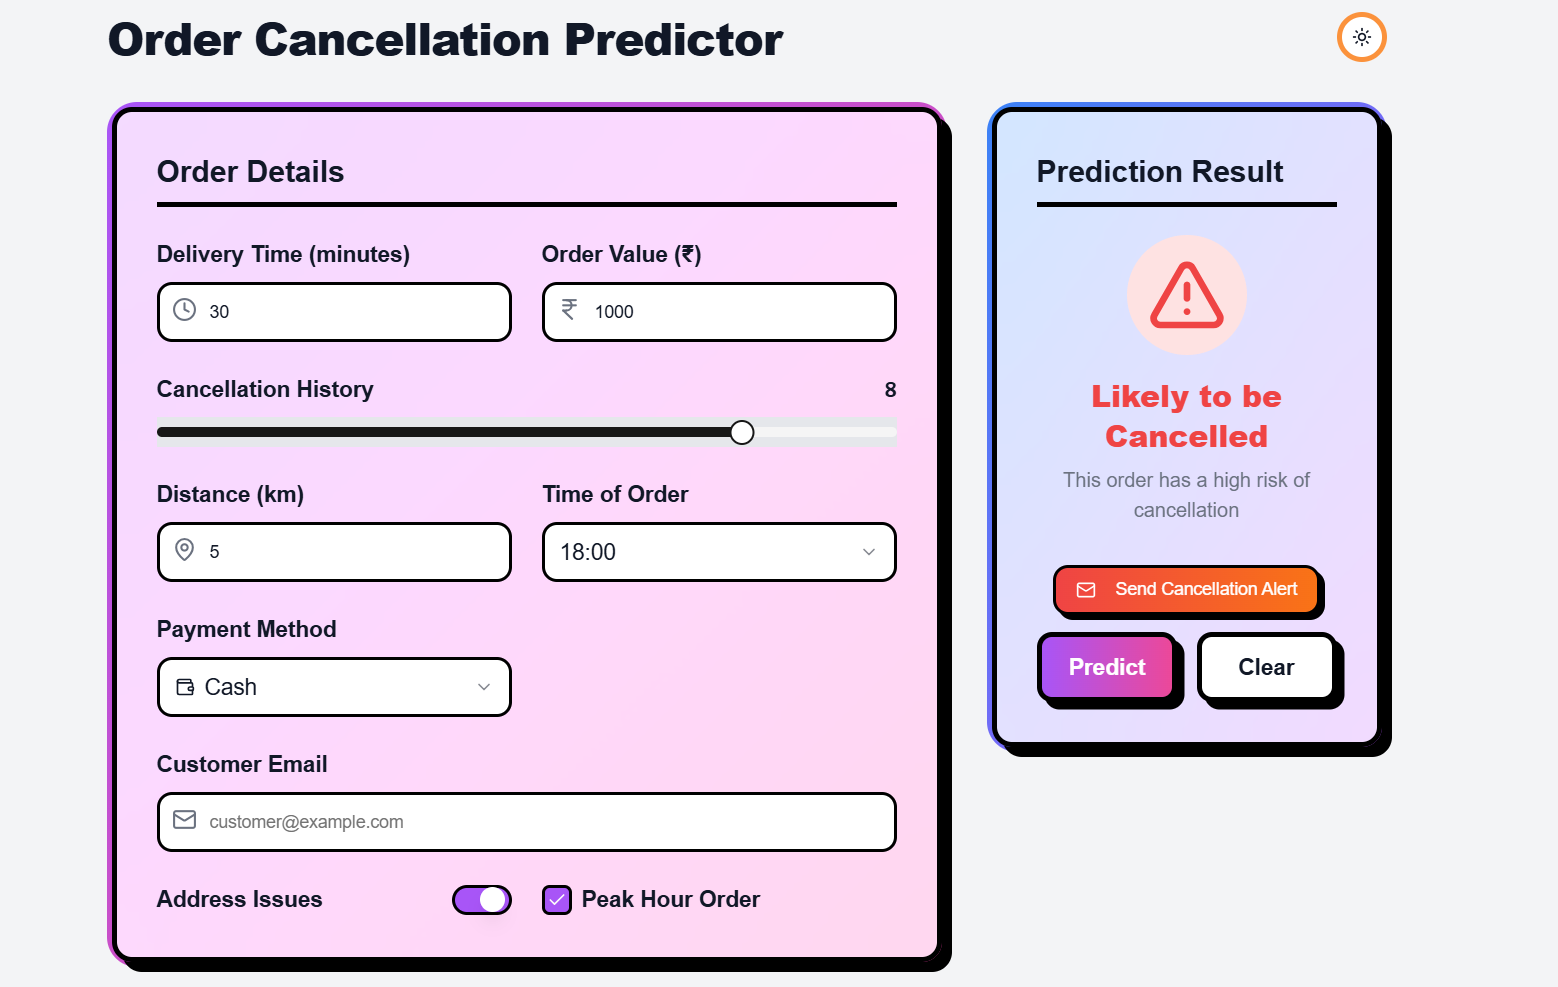 Order Cancellation Predictor
Order Details
Delivery Time (minutes)
Order Value (₹)
30
₹ 1000
Cancellation History
8
Distance (km)
Time of Order
5
18:00
Payment Method
Cash
Customer Email
customer@example.com
Address Issues
Peak Hour Order
Prediction Result
Likely to be
Cancelled
This order has a high risk of
cancellation
Send Cancellation Alert
Predict
Clear